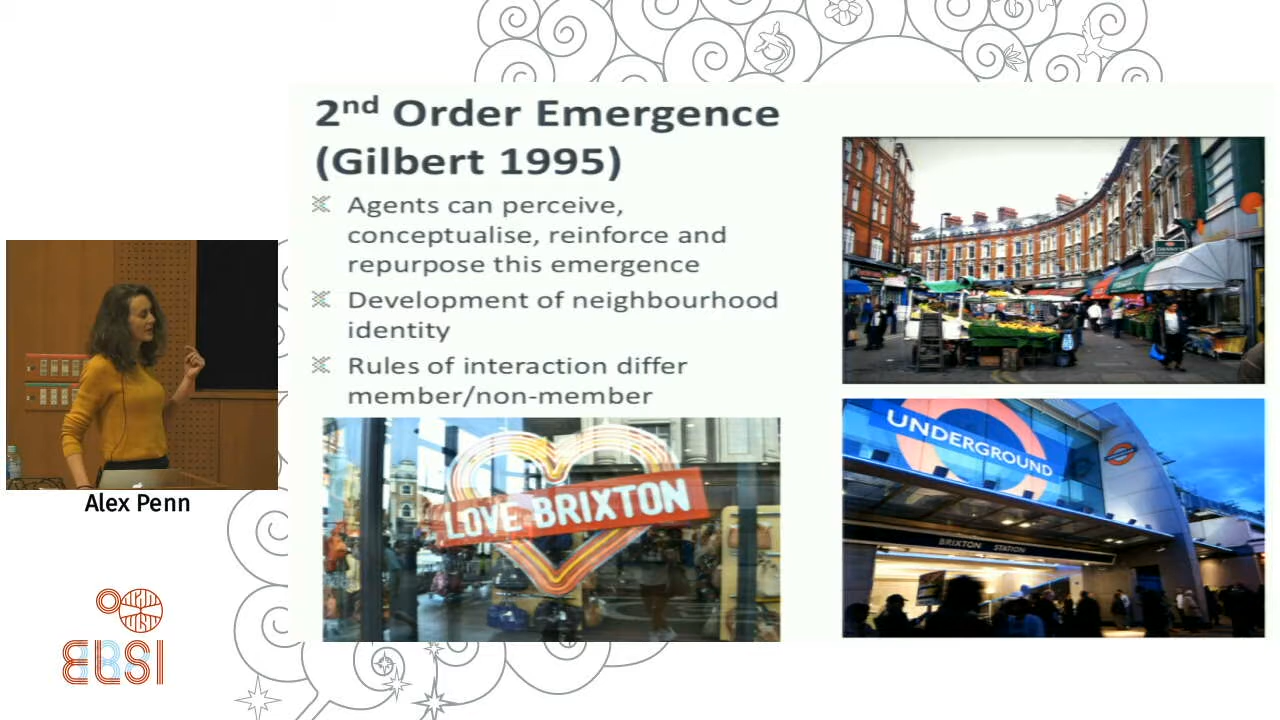 2nd Order Emergence
(Gilbert 1995)
Agents can perceive,
conceptualise, reinforce and
repurpose this emergence
Development of neighbourhood
identity
Rules of interaction differ
member/non-member
LOVE BRIXTON
UNDERGROUND
BRIXTON STATION
Alex Penn
ELSI